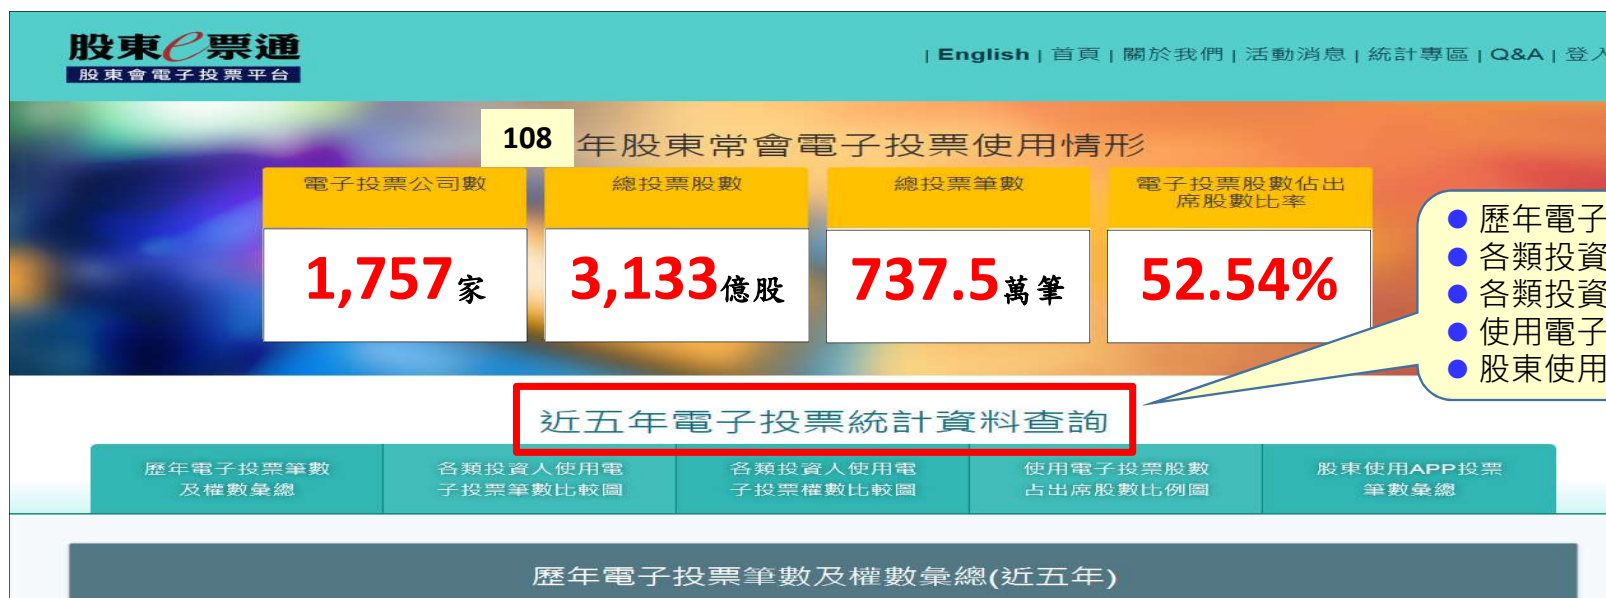 股東e票通
股東會電子投票平台
| English | 首頁 | 關於我們 | 活動消息 | 統計專區 | Q&A | 登入
108 年股東常會電子投票使用情形
電子投票公司數
1,757家
總投票股數
3,133億股
總投票筆數
737.5萬筆
電子投票股數佔出
席股數比率
52.54%
● 歷年電子
● 各類投資
● 各類投資
● 使用電子
● 股東使用
近五年電子投票統計資料查詢
歷年電子投票筆數
及權數彙總
各類投資人使用電
子投票筆數比較圖
各類投資人使用電
子投票權數比較圖
使用電子投票股數
占出席股數比例圖
股東使用APP投票
筆數彙總
歷年電子投票筆數及權數彙總(近五年)